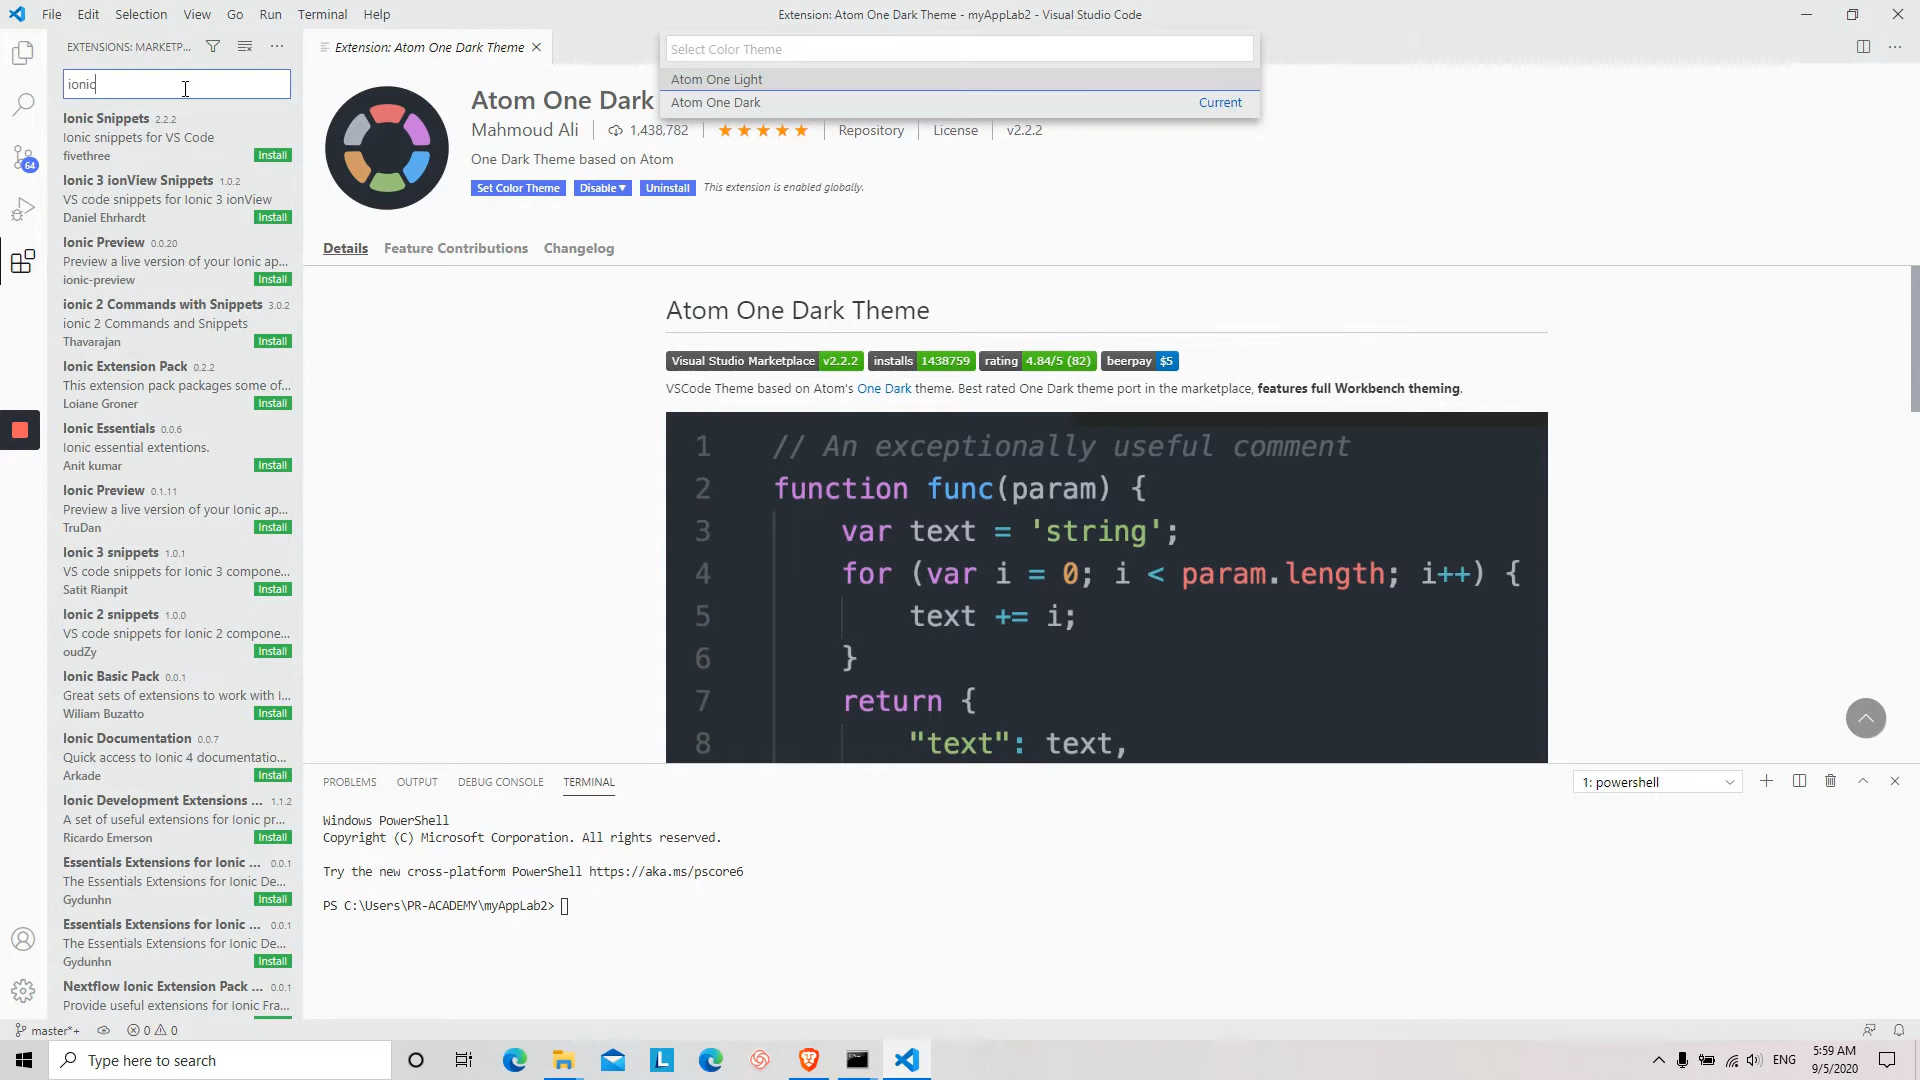 File Edit Selection View Go Run Terminal Help
Extension: Atom One Dark Theme - myAppLab2 - Visual Studio Code
EXTENSIONS: MARKETP...
ionic
Ionic Snippets 2.2.2
Ionic snippets for VS Code
fivethree Install
Ionic 3 ionView Snippets 1.0.2
VS code snippets for Ionic 3 ionView
Daniel Ehrhardt Install
Ionic Preview 0.0.20
Preview a live version of your Ionic ap...
ionic-preview Install
ionic 2 Commands with Snippets 3.0.2
ionic 2 Commands and Snippets
Thavarajan Install
Ionic Extension Pack 0.2.2
This extension pack packages some of...
Loiane Groner Install
Ionic Essentials 0.0.6
Ionic essential extentions.
Anit kumar Install
Ionic Preview 0.1.11
Preview a live version of your Ionic ap...
TruDan Install
Ionic 3 snippets 1.0.1
VS code snippets for Ionic 3 compone...
Satit Rianpit Install
Ionic 2 snippets 1.0.0
VS code snippets for Ionic 2 compone...
oudZy Install
Ionic Basic Pack 0.0.1
Great sets of extensions to work with I...
Wiliam Buzatto Install
Ionic Documentation 0.0.7
Quick access to Ionic 4 documentatio...
Arkade Install
Ionic Development Extensions ... 1.1.2
A set of useful extensions for Ionic pr...
Ricardo Emerson Install
Essentials Extensions for Ionic ... 0.0.1
The Essentials Extensions for Ionic De...
Gydunhn Install
Essentials Extensions for Ionic ... 0.0.1
The Essentials Extensions for Ionic De...
Gydunhn Install
Nextflow Ionic Extension Pack ... 0.0.1
Provide useful extensions for Ionic Fra...
64
Extension: Atom One Dark Theme
Select Color Theme
Atom One Light
Atom One Dark Current
Atom One Dark
Mahmoud Ali 1,438,782 Repository License v2.2.2
One Dark Theme based on Atom
Set Color Theme Disable Uninstall This extension is enabled globally.
Details Feature Contributions Changelog
Atom One Dark Theme
Visual Studio Marketplace v2.2.2 installs 1438759 rating 4.84/5 (82) beerpay $5
VSCode Theme based on Atom's One Dark theme. Best rated One Dark theme port in the marketplace, features full Workbench theming.
1 // An exceptionally useful comment
2 function func(param) {
3 var text = 'string';
4 for (var i = 0; i < param.length; i++) {
5 text += i;
6 }
7 return {
8 "text": text,
PROBLEMS OUTPUT DEBUG CONSOLE TERMINAL
1: powershell
Windows PowerShell
Copyright (C) Microsoft Corporation. All rights reserved.
Try the new cross-platform PowerShell https://aka.ms/pscore6
PS C:\Users\PR-ACADEMY\myAppLab2>
master*+ 0 0
Type here to search
L
ENG
5:59 AM
9/5/2020